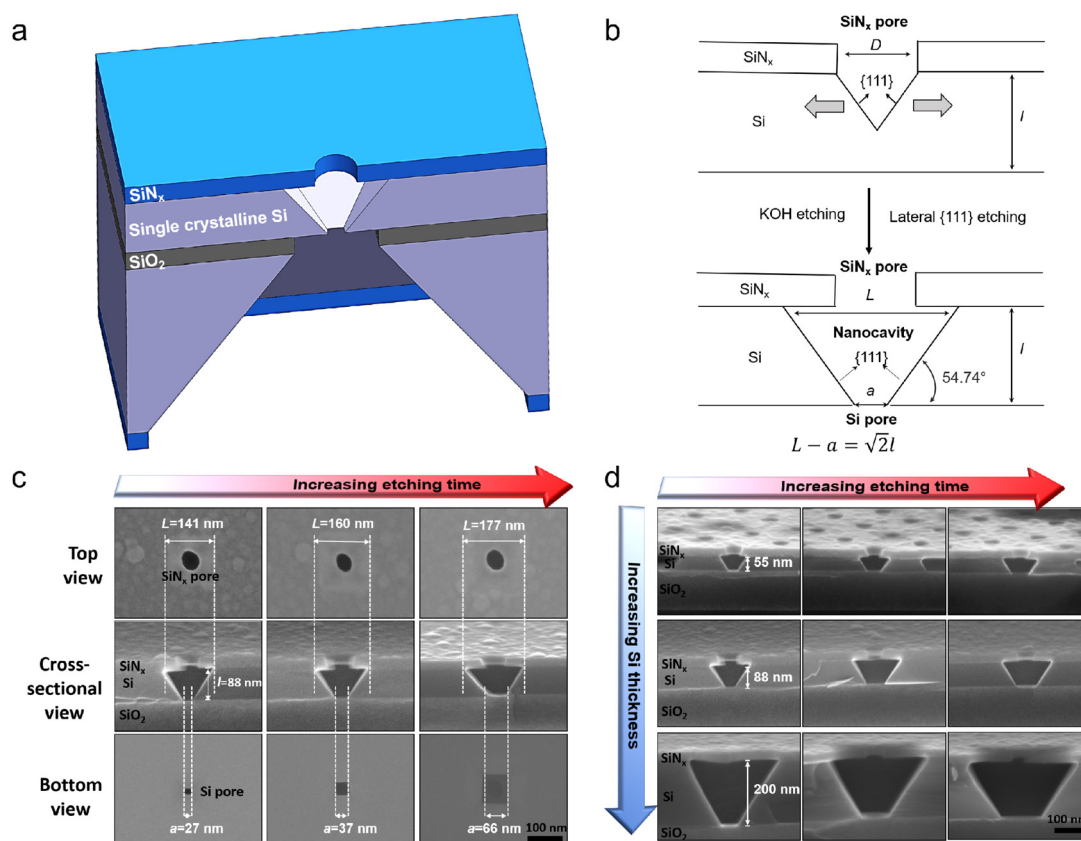 a
SiNₓ
Single crystalline Si
SiO₂
b
SiNₓ pore
SiNₓ
D
{111}
Si
l
KOH etching
Lateral {111} etching
SiNₓ pore
SiNₓ
L
Nanocavity
{111}
Si
l
54.74°
a
Si pore
L − a = √2l
c
Increasing etching time
Top
view
L=141 nm
L=160 nm
L=177 nm
SiNₓ pore
Cross-
sectional
view
SiNₓ
Si
l=88 nm
SiO₂
Bottom
view
Si pore
a=27 nm
a=37 nm
a=66 nm
100 nm
d
Increasing etching time
Increasing Si thickness
SiNₓ
Si
55 nm
SiO₂
SiNₓ
Si
88 nm
SiO₂
SiNₓ
Si
200 nm
SiO₂
100 nm